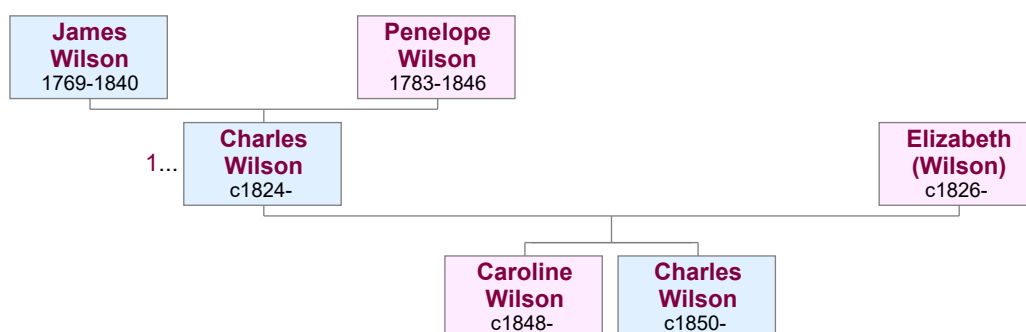 James
Wilson
1769-1840
Penelope
Wilson
1783-1846
1...
Charles
Wilson
c1824-
Elizabeth
(Wilson)
c1826-
Caroline
Wilson
c1848-
Charles
Wilson
c1850-